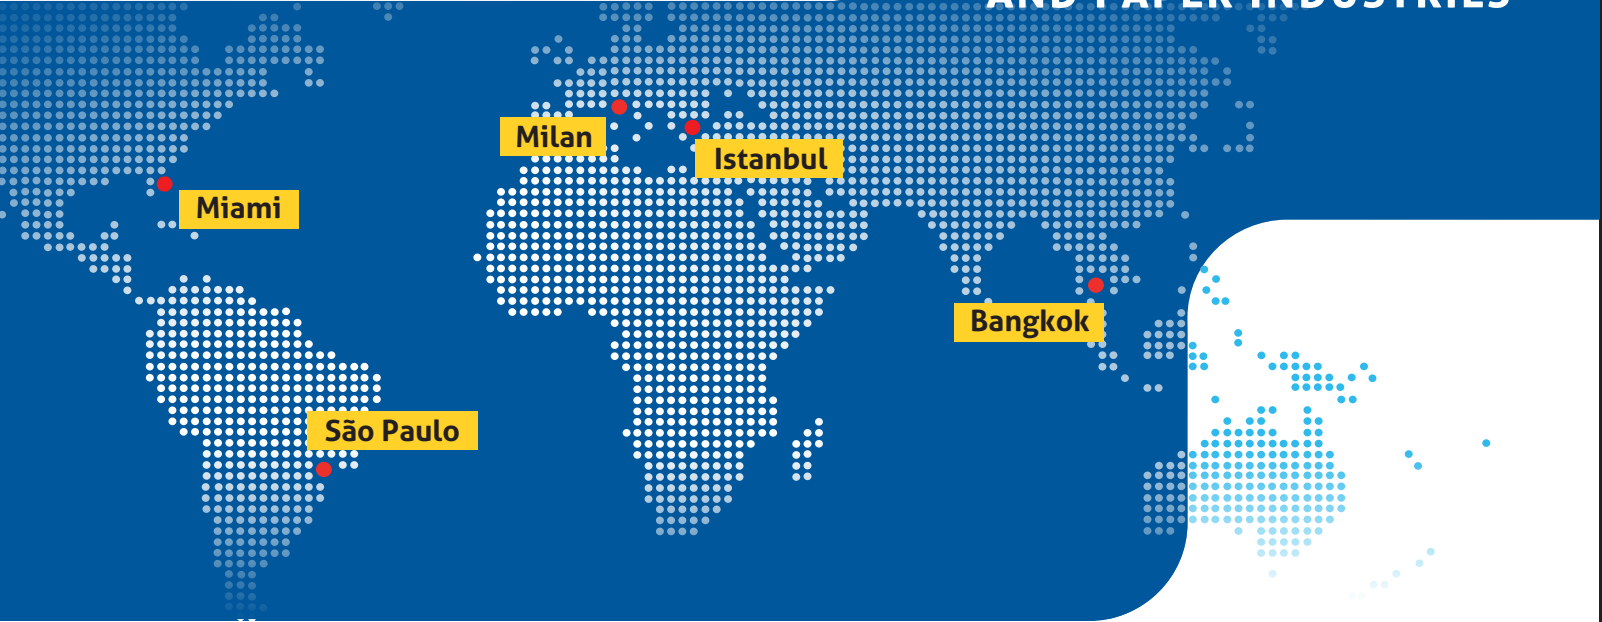 AND PAPER INDUSTRIES
Milan
Istanbul
Miami
Bangkok
São Paulo